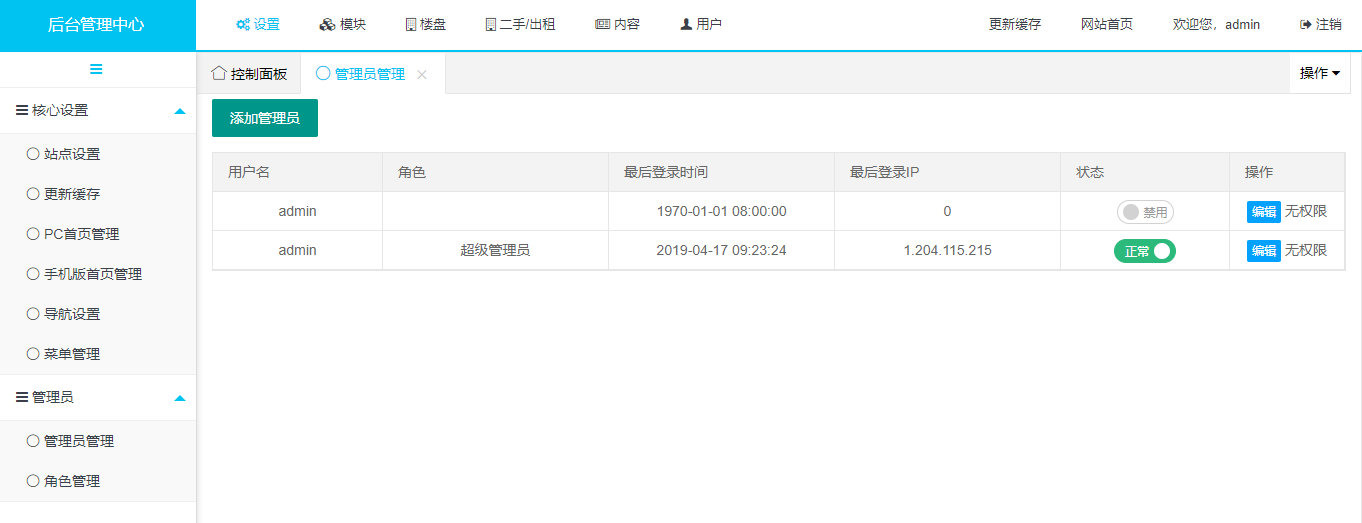 后台管理中心 设置 模块 楼盘 二手/出租 内容 用户 更新缓存 网站首页 欢迎您，admin 注销
控制面板 管理员管理 操作
核心设置
站点设置
更新缓存
PC首页管理
手机版首页管理
导航设置
菜单管理
管理员
管理员管理
角色管理
添加管理员
用户名 角色 最后登录时间 最后登录IP 状态 操作
admin 1970-01-01 08:00:00 0 禁用 编辑 无权限
admin 超级管理员 2019-04-17 09:23:24 1.204.115.215 正常 编辑 无权限